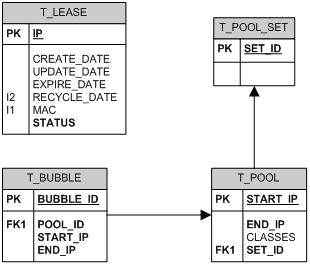 T_LEASE
PK IP
CREATE_DATE
UPDATE_DATE
EXPIRE_DATE
I2 RECYCLE_DATE
I1 MAC
STATUS
T_POOL_SET
PK SET_ID
T_BUBBLE
PK BUBBLE_ID
FK1 POOL_ID
START_IP
END_IP
T_POOL
PK START_IP
END_IP
CLASSES
FK1 SET_ID